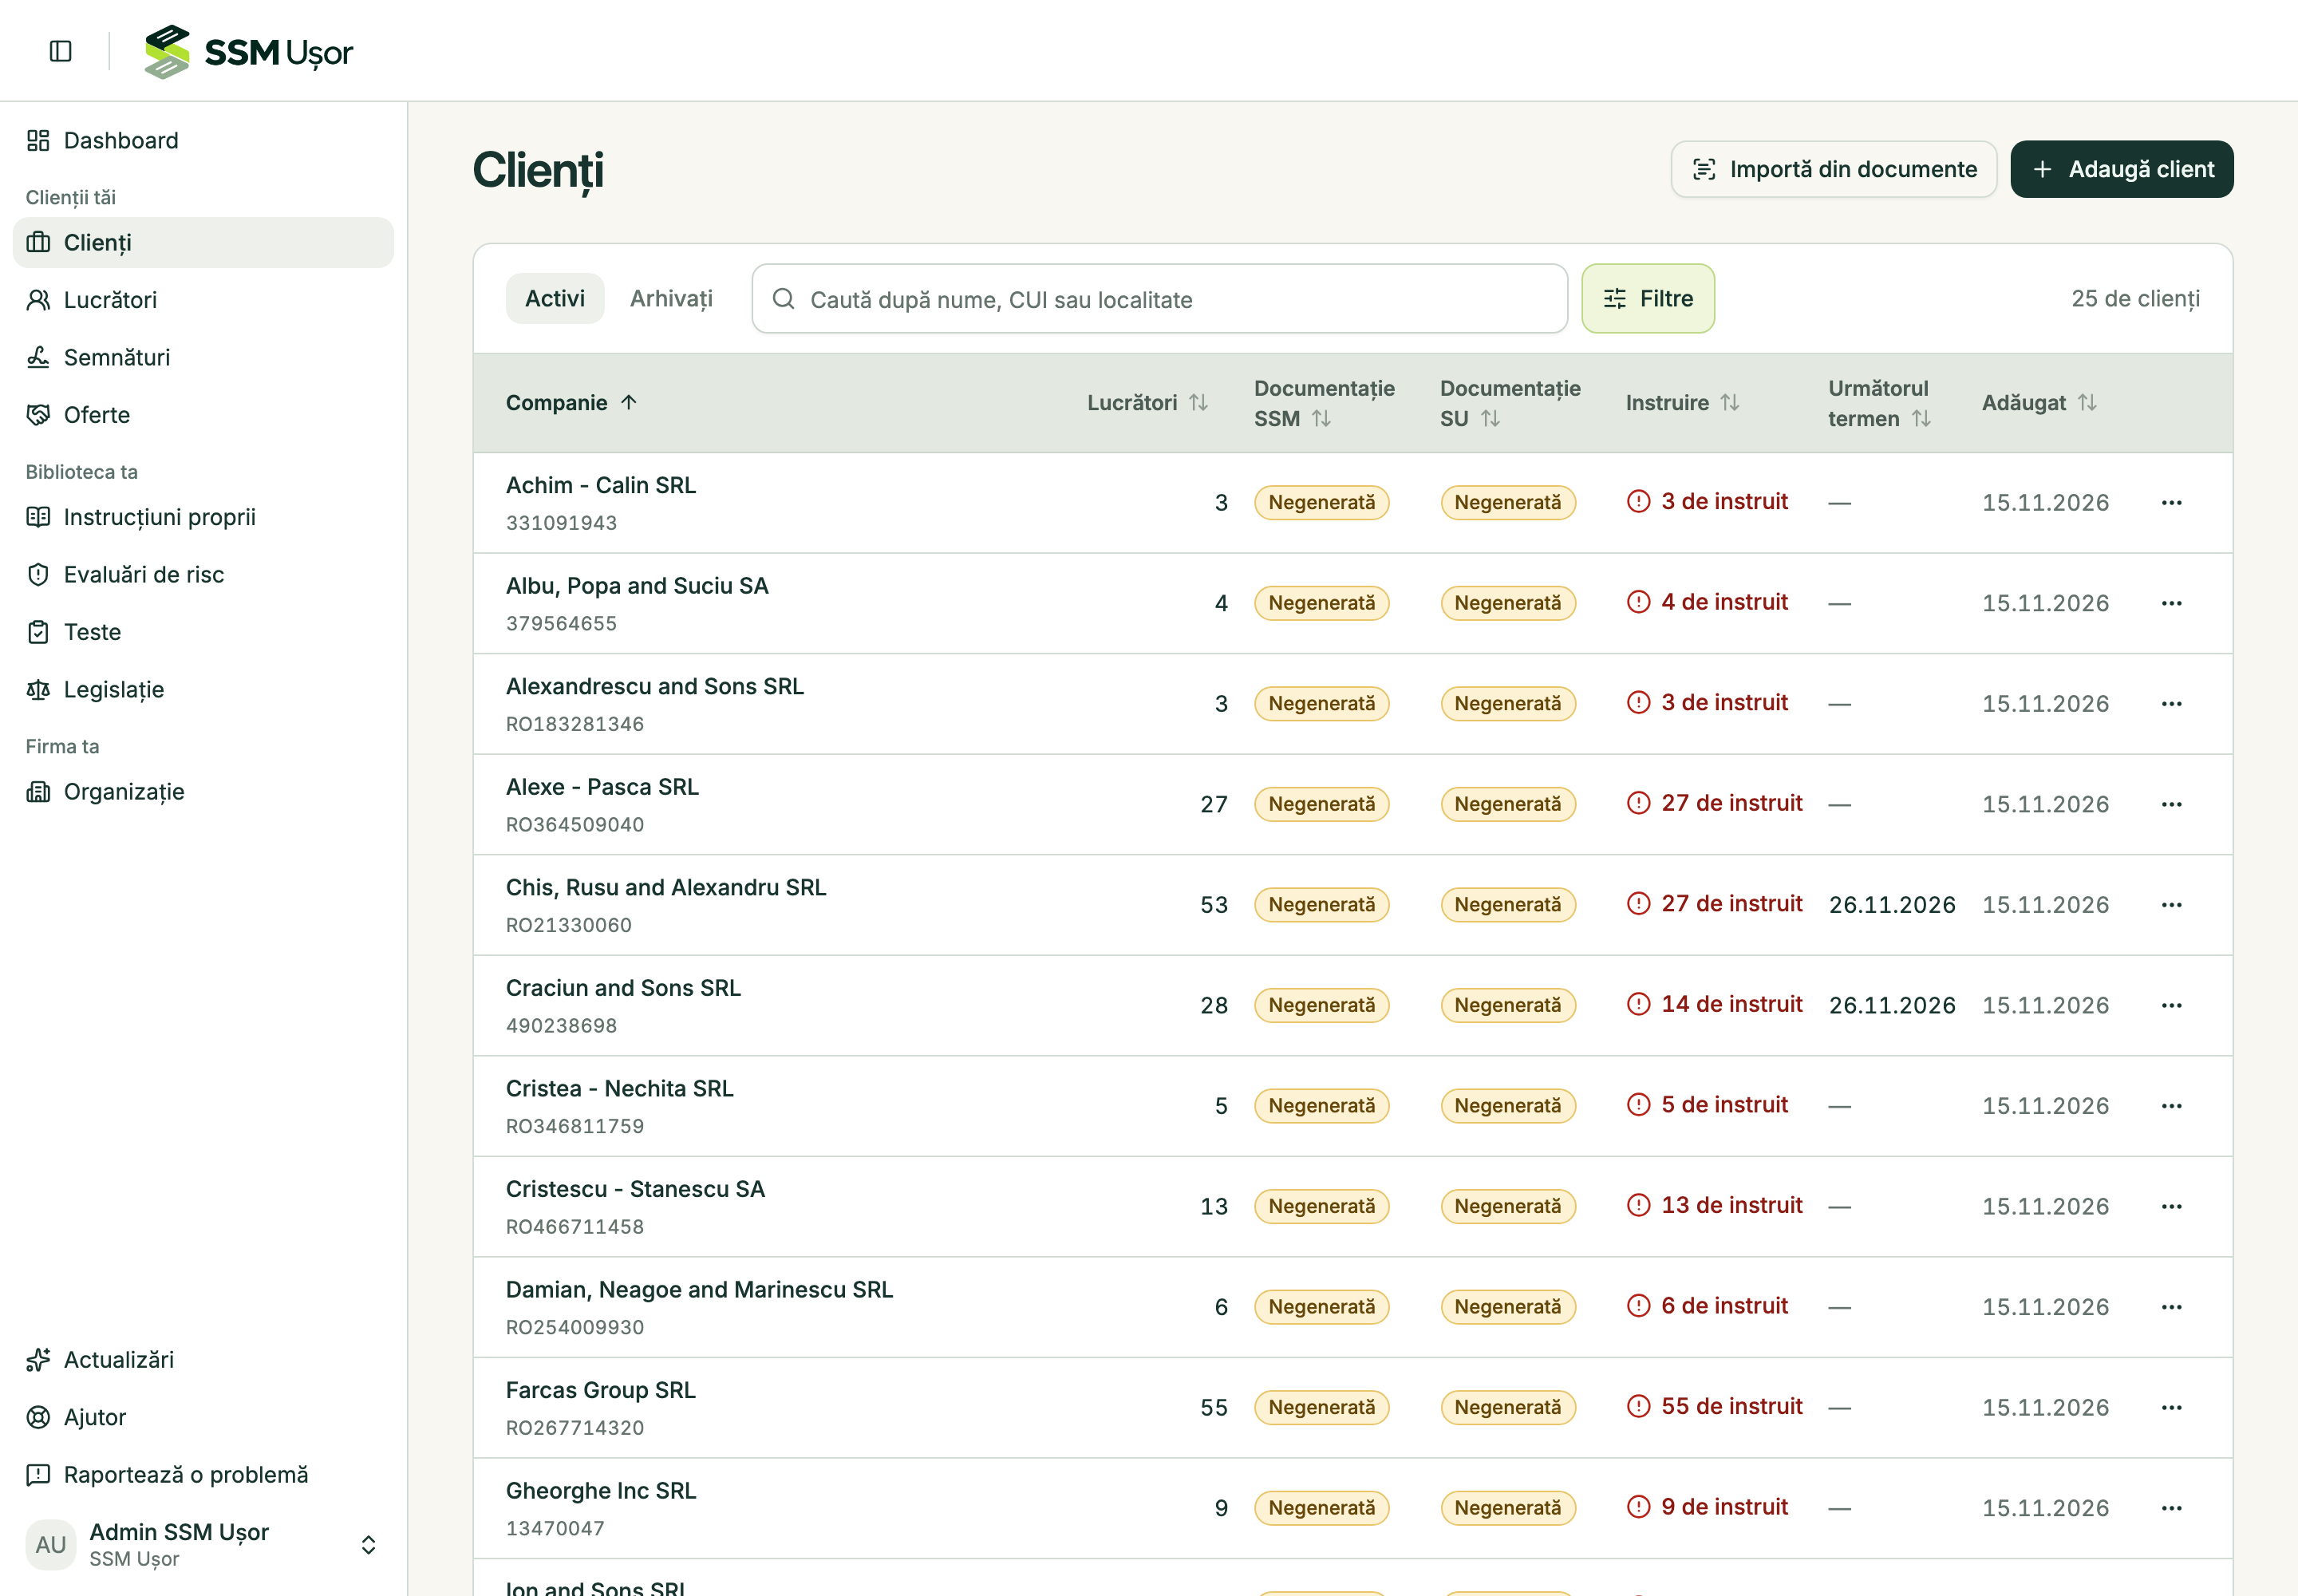 SSM Ușor
Dashboard
Clienții tăi
Clienți
Lucrători
Semnături
Oferte
Biblioteca ta
Instrucțiuni proprii
Evaluări de risc
Teste
Legislație
Firma ta
Organizație
Actualizări
Ajutor
Raportează o problemă
AU
Admin SSM Ușor
SSM Ușor
Clienți
Importă din documente
Adaugă client
Activi Arhivați Caută după nume, CUI sau localitate Filtre 25 de clienți
Companie Lucrători Documentație SSM Documentație SU Instruire Următorul termen Adăugat
Achim - Calin SRL
331091943
3 Negenerată Negenerată 3 de instruit — 15.11.2026
Albu, Popa and Suciu SA
379564655
4 Negenerată Negenerată 4 de instruit — 15.11.2026
Alexandrescu and Sons SRL
RO183281346
3 Negenerată Negenerată 3 de instruit — 15.11.2026
Alexe - Pasca SRL
RO364509040
27 Negenerată Negenerată 27 de instruit — 15.11.2026
Chis, Rusu and Alexandru SRL
RO21330060
53 Negenerată Negenerată 27 de instruit 26.11.2026 15.11.2026
Craciun and Sons SRL
490238698
28 Negenerată Negenerată 14 de instruit 26.11.2026 15.11.2026
Cristea - Nechita SRL
RO346811759
5 Negenerată Negenerată 5 de instruit — 15.11.2026
Cristescu - Stanescu SA
RO466711458
13 Negenerată Negenerată 13 de instruit — 15.11.2026
Damian, Neagoe and Marinescu SRL
RO254009930
6 Negenerată Negenerată 6 de instruit — 15.11.2026
Farcas Group SRL
RO267714320
55 Negenerată Negenerată 55 de instruit — 15.11.2026
Gheorghe Inc SRL
13470047
9 Negenerată Negenerată 9 de instruit — 15.11.2026
Ion and Sons SRL